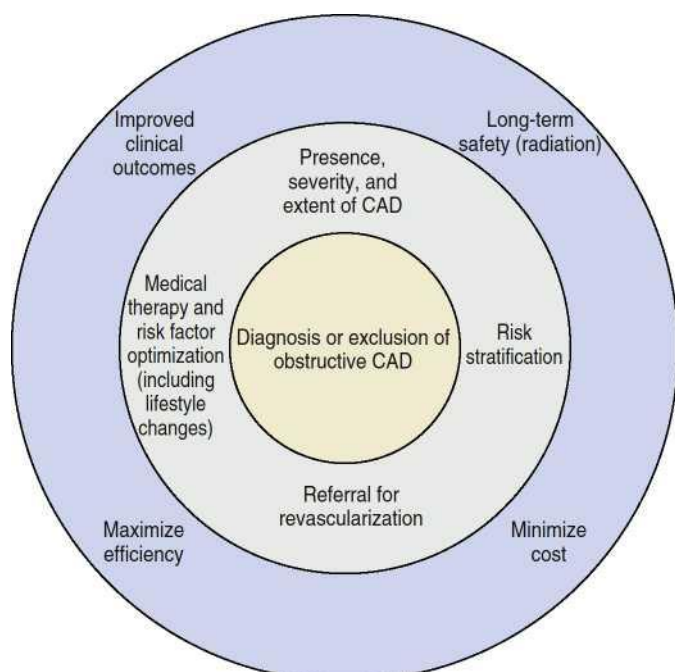 Improved
clinical
outcomes
Long-term
safety (radiation)
Presence,
severity, and
extent of CAD
Medical
therapy and
risk factor
optimization
(including
lifestyle
changes)
Diagnosis or exclusion of
obstructive CAD
Risk
stratification
Referral for
revascularization
Maximize
efficiency
Minimize
cost